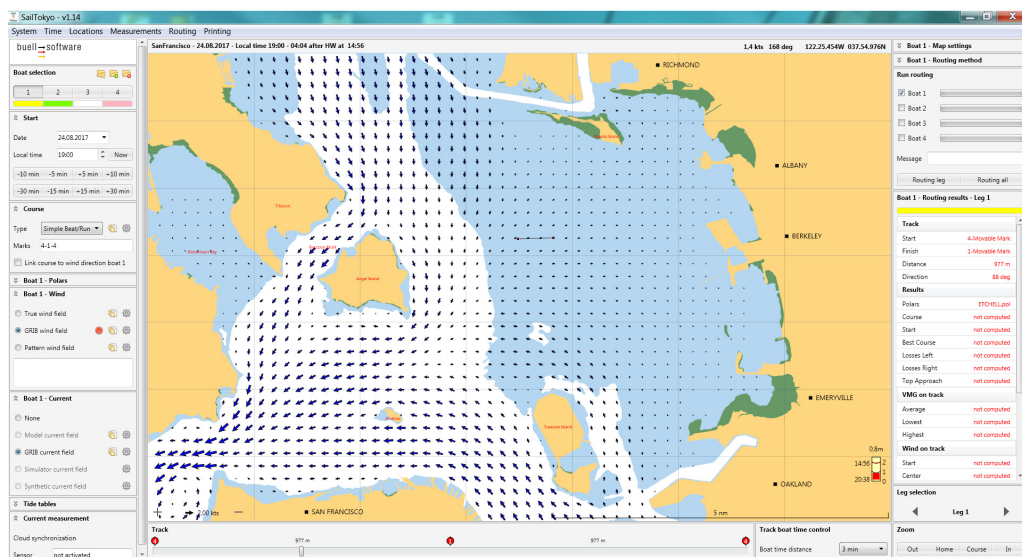 SailTokyo - v1.14
System Time Locations Measurements Routing Printing
buell software
Boat selection
1 2 3 4
Start
Date 24.08.2017
Local time 19:00 Now
-10 min -5 min +5 min +10 min
-30 min -15 min +15 min +30 min
Course
Type Simple Beat/Run
Marks 4-1-4
Link course to wind direction boat 1
Boat 1 - Polars
Boat 1 - Wind
True wind field
GRIB wind field
Pattern wind field
Boat 1 - Current
None
Model current field
GRIB current field
Simulator current field
Synthetic current field
Tide tables
Current measurement
Cloud synchronization
Sensor not activated
SanFrancisco - 24.08.2017 - Local time 19:00 - 04:04 after HW at 14:56 1,4 kts 168 deg 122.25.454W 037.54.976N
RICHMOND
ALBANY
Tiburon
BERKELEY
Angel Island
EMERYVILLE
Treasure Island
0,8m
14:56 2
1
20:38 0
OAKLAND
SAN FRANCISCO
5 nm
Track
4 1 4
977 m 977 m
Track boat time control
Boat time distance 3 min
Boat 1 - Map settings
Boat 1 - Routing method
Run routing
Boat 1
Boat 2
Boat 3
Boat 4
Message
Routing leg Routing all
Boat 1 - Routing results - Leg 1
Track
Start 4-Movable Mark
Finish 1-Movable Mark
Distance 977 m
Direction 88 deg
Results
Polars ETCHELL.pol
Course not computed
Start not computed
Best Course not computed
Losses Left not computed
Losses Right not computed
Top Approach not computed
VMG on track
Average not computed
Lowest not computed
Highest not computed
Wind on track
Start not computed
Center not computed
Leg selection
Leg 1
Zoom
Out Home Course In